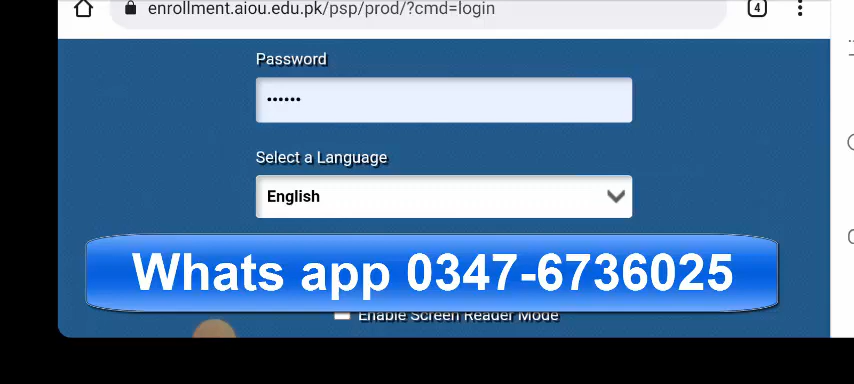 enrollment.aiou.edu.pk/psp/prod/?cmd=login
4
Password
••••••
Select a Language
English
Whats app 0347-6736025
Enable Screen Reader Mode